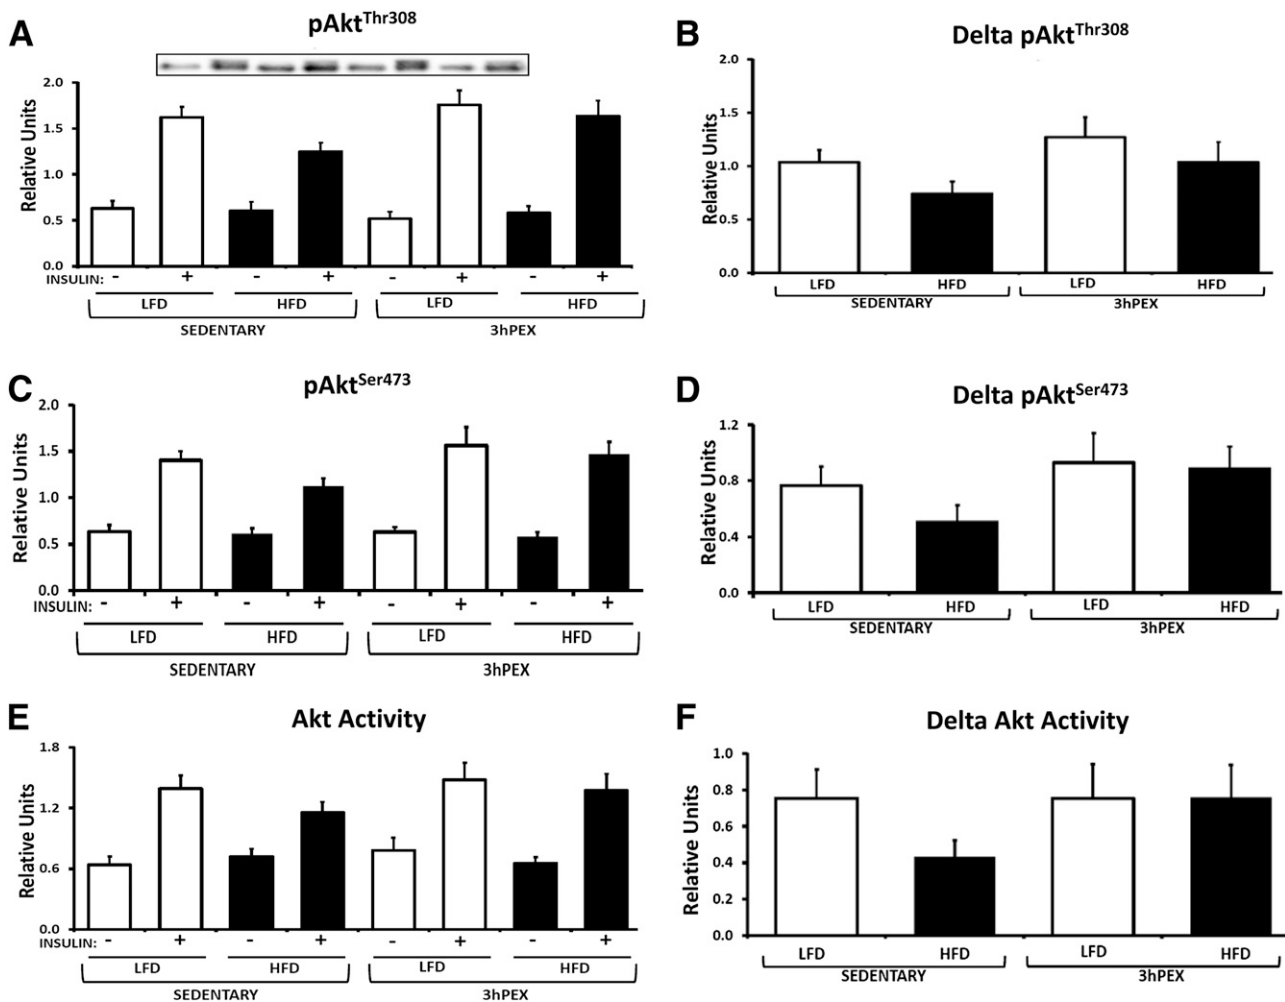 A
pAktThr308
Relative Units
2.0
1.5
1.0
0.5
0.0
INSULIN: - + - + - + - +
LFD HFD LFD HFD
SEDENTARY 3hPEX
B
Delta pAktThr308
Relative Units
2.0
1.5
1.0
0.5
0.0
LFD HFD LFD HFD
SEDENTARY 3hPEX
C
pAktSer473
Relative Units
2.0
1.5
1.0
0.5
0.0
INSULIN: - + - + - + - +
LFD HFD LFD HFD
SEDENTARY 3hPEX
D
Delta pAktSer473
Relative Units
1.2
0.8
0.4
0.0
LFD HFD LFD HFD
SEDENTARY 3hPEX
E
Akt Activity
Relative Units
1.8
1.2
0.6
0.0
INSULIN: - + - + - + - +
LFD HFD LFD HFD
SEDENTARY 3hPEX
F
Delta Akt Activity
Relative Units
1.0
0.8
0.6
0.4
0.2
0.0
LFD HFD LFD HFD
SEDENTARY 3hPEX